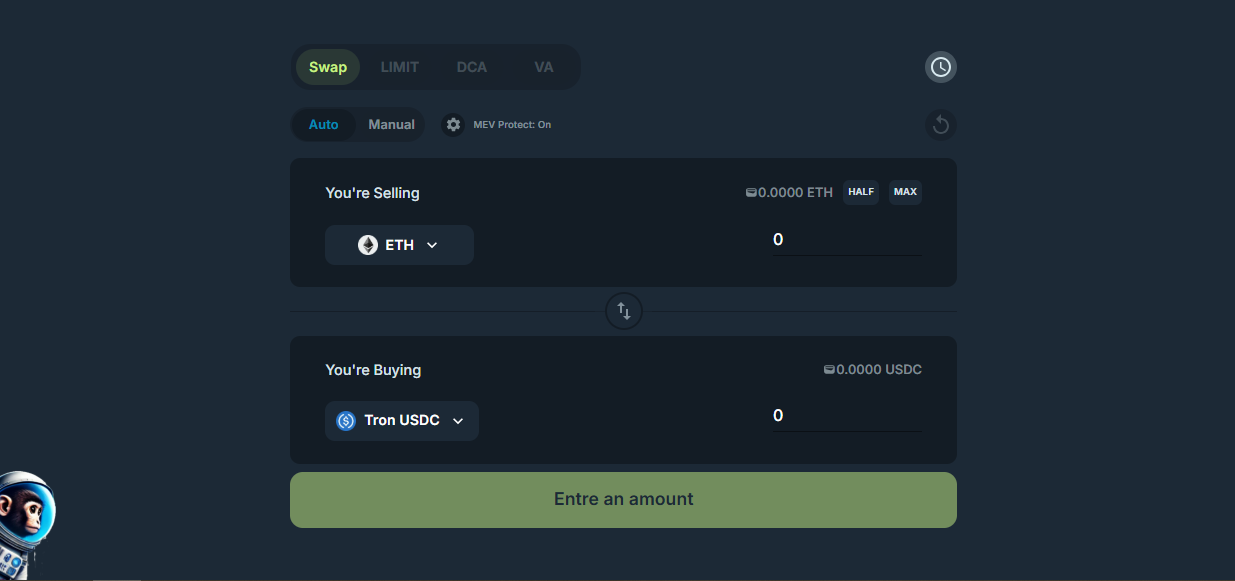 Swap LIMIT DCA VA
Auto Manual MEV Protect: On
You're Selling 0.0000 ETH HALF MAX
ETH 0
You're Buying 0.0000 USDC
Tron USDC 0
Entre an amount